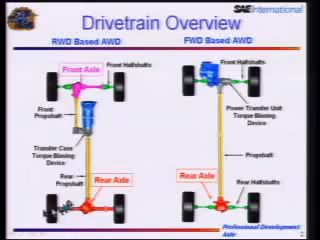 SAE International
Drivetrain Overview
RWD Based AWD
FWD Based AWD
Front Axle
Front Halfshafts
Front
Propshaft
Transfer Case
Torque Biasing
Device
Rear
Propshaft
Rear Axle
Front Halfshafts
Power Transfer Unit
Torque Biasing
Device
Propshaft
Rear Axle
Rear Halfshafts
Professional Development
Axle